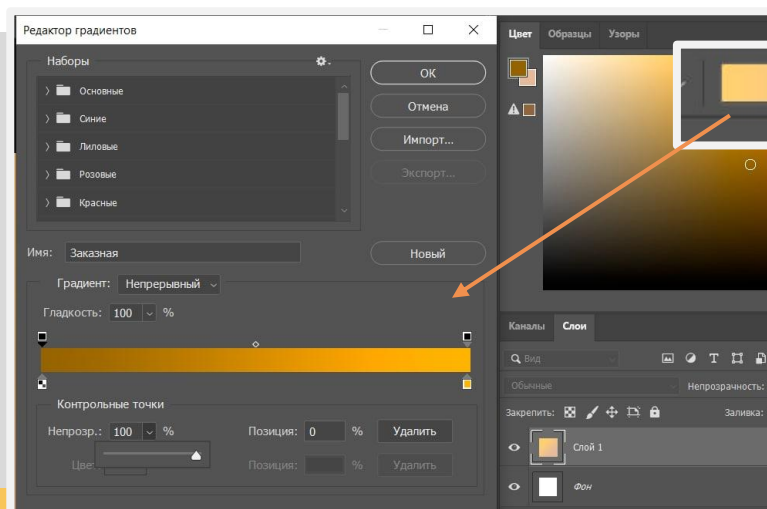 Редактор градиентов
Наборы
Основные
Синие
Лиловые
Розовые
Красные
ОК
Отмена
Импорт...
Экспорт...
Имя: Заказная
Новый
Градиент: Непрерывный
Гладкость: 100 %
Контрольные точки
Непрозр.: 100 % Позиция: 0 % Удалить
Цвет Позиция: % Удалить
Цвет Образцы Узоры
Каналы Слои
Вид
Обычные Непрозрачность:
Закрепить: Заливка:
Слой 1
Фон